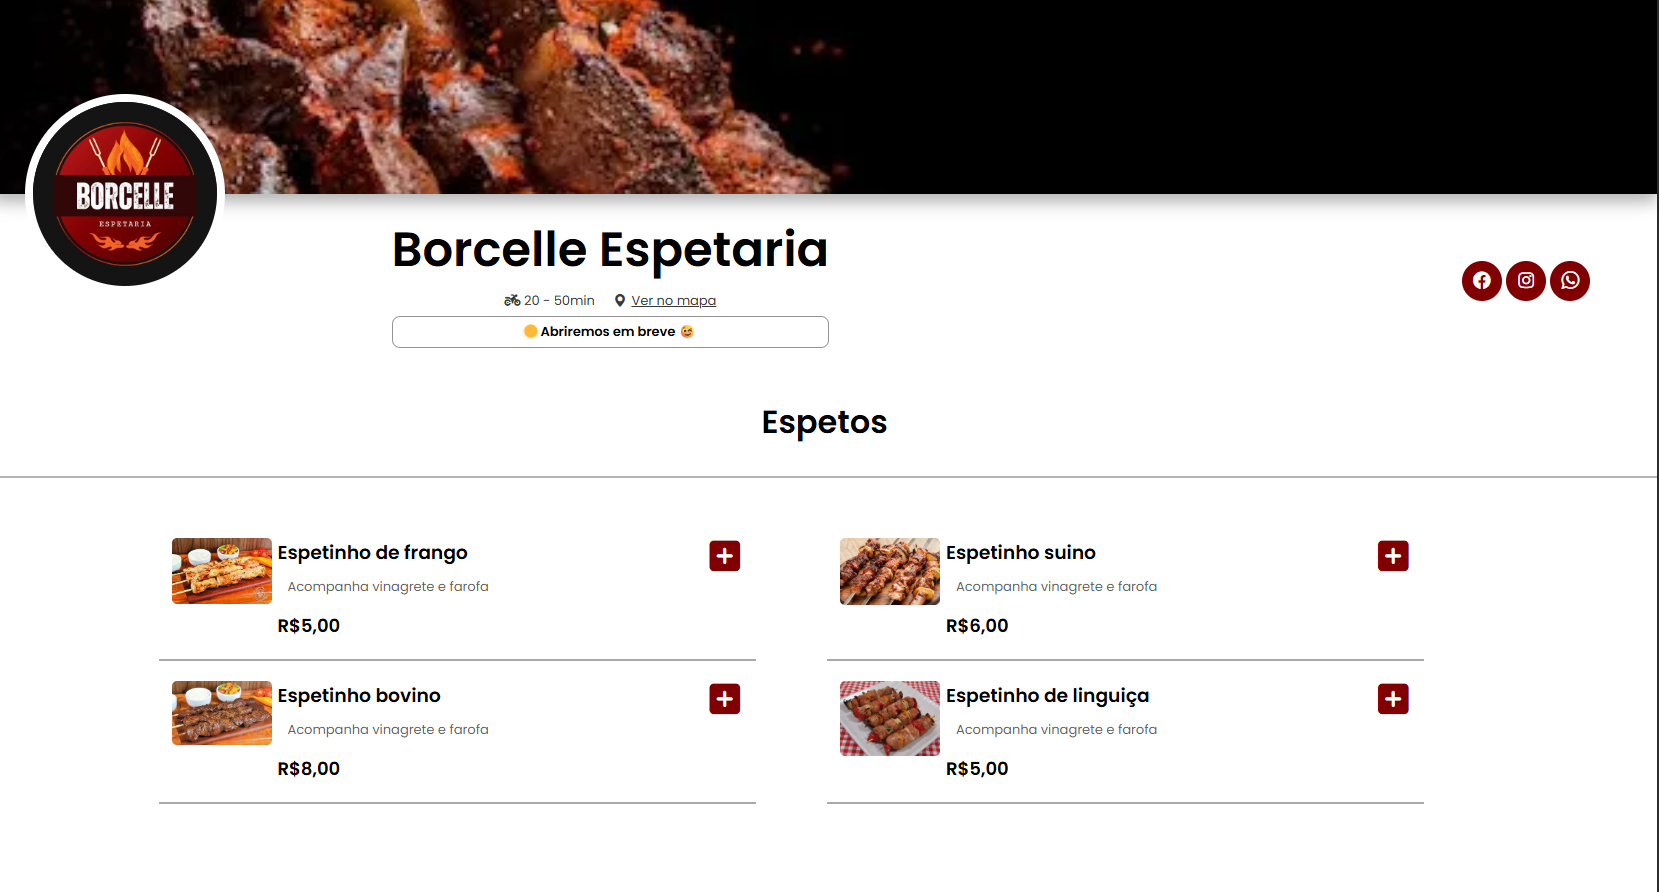 BORCELLE
ESPETARIA
Borcelle Espetaria
20 - 50min Ver no mapa
Abriremos em breve
Espetos
Espetinho de frango
Acompanha vinagrete e farofa
R$5,00
Espetinho suino
Acompanha vinagrete e farofa
R$6,00
Espetinho bovino
Acompanha vinagrete e farofa
R$8,00
Espetinho de linguiça
Acompanha vinagrete e farofa
R$5,00